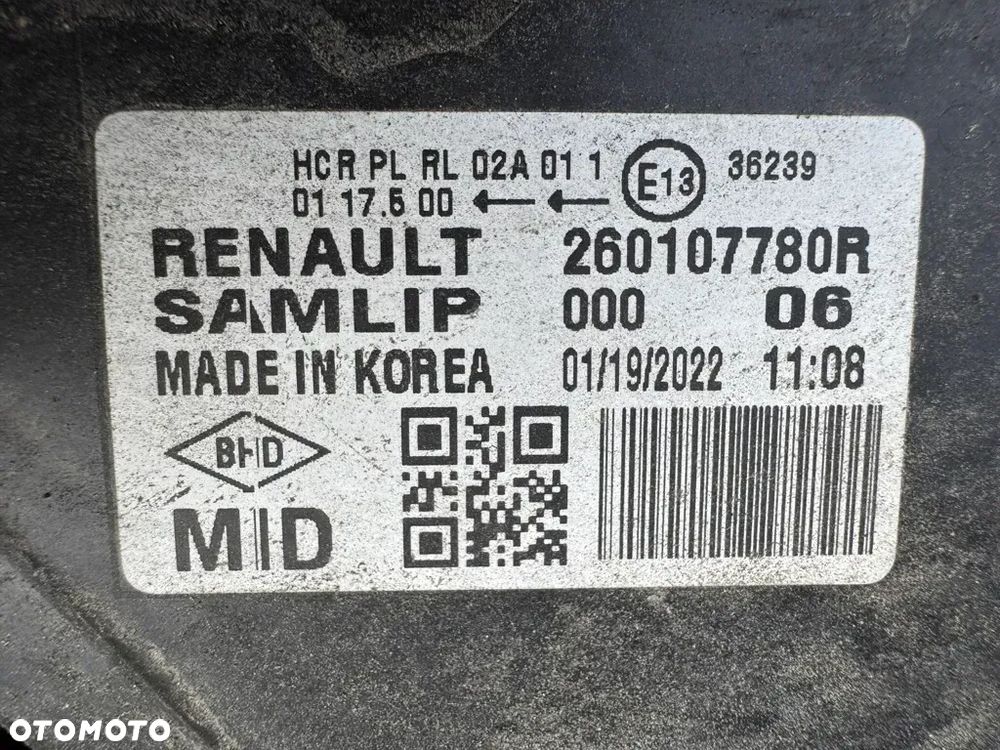 HCR PL RL 02A 01 1 E13 36239
01 17.5 00 ← ←
RENAULT 260107780R
SAMLIP 000 06
MADE IN KOREA 01/19/2022 11:08
BHD
MID
OTOMOTO